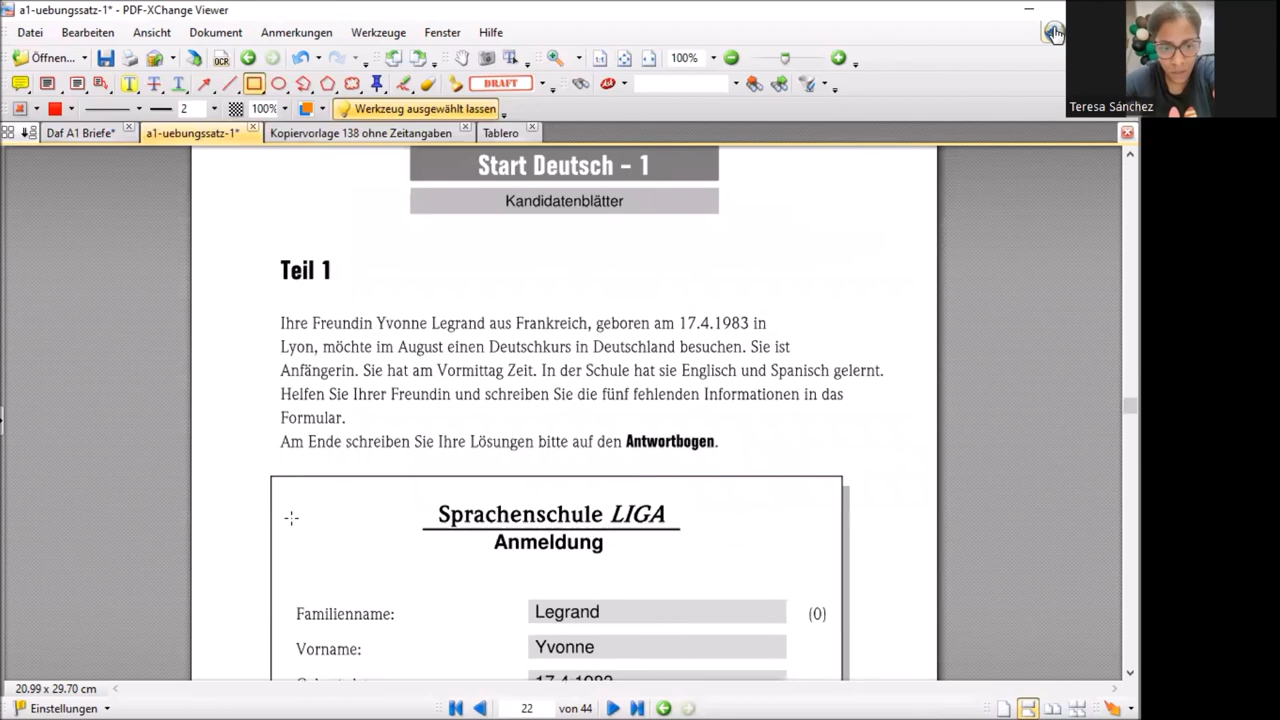 a1-uebungssatz-1* - PDF-XChange Viewer
Datei Bearbeiten Ansicht Dokument Anmerkungen Werkzeuge Fenster Hilfe
Öffnen... OCR 100%
DRAFT
2 100% Werkzeug ausgewählt lassen
Daf A1 Briefe* a1-uebungssatz-1* Kopiervorlage 138 ohne Zeitangaben Tablero
Teresa Sánchez
Start Deutsch – 1
Kandidatenblätter
Teil 1
Ihre Freundin Yvonne Legrand aus Frankreich, geboren am 17.4.1983 in
Lyon, möchte im August einen Deutschkurs in Deutschland besuchen. Sie ist
Anfängerin. Sie hat am Vormittag Zeit. In der Schule hat sie Englisch und Spanisch gelernt.
Helfen Sie Ihrer Freundin und schreiben Sie die fünf fehlenden Informationen in das
Formular.
Am Ende schreiben Sie Ihre Lösungen bitte auf den Antwortbogen.
Sprachenschule LIGA
Anmeldung
Familienname: Legrand (0)
Vorname: Yvonne
17.4.1983
20.99 x 29.70 cm
Einstellungen 22 von 44